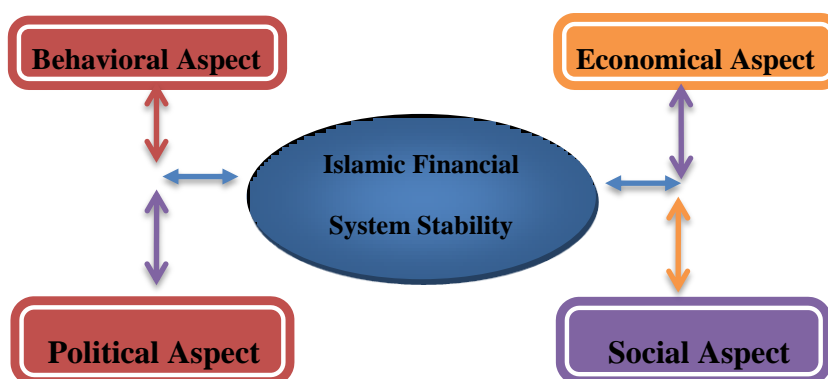 Behavioral Aspect
Economical Aspect
Islamic Financial
System Stability
Political Aspect
Social Aspect